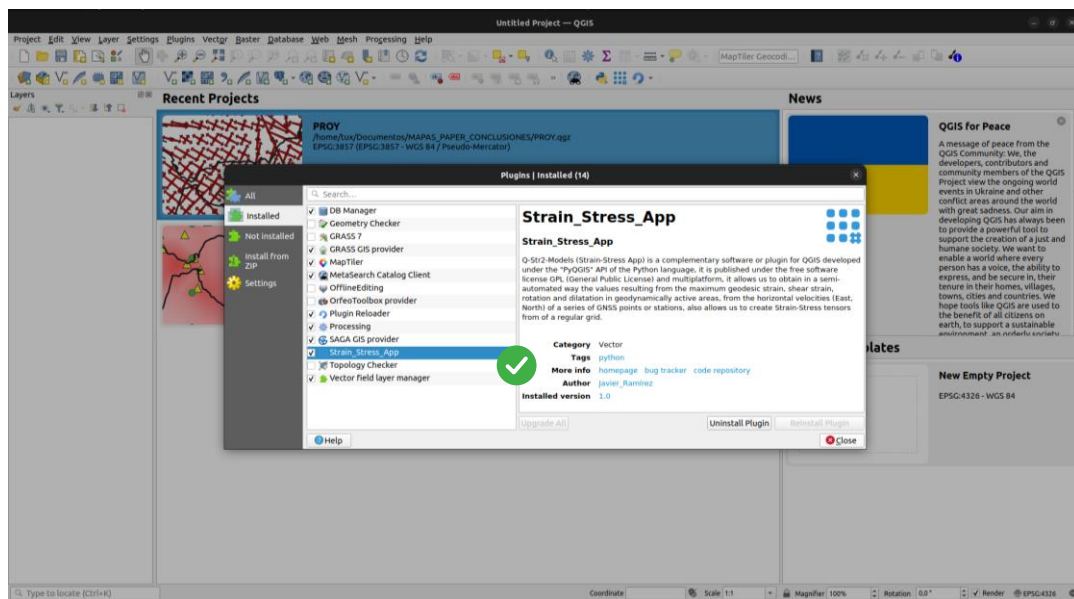 Untitled Project — QGIS
Project Edit View Layer Settings Plugins Vector Raster Database Web Mesh Processing Help
MapTiler Geocodi...
Layers
Recent Projects
PROY
/home/tux/Documentos/MAPAS_PAPER_CONCLUSIONES/PROY.qgz
EPSG:3857 (EPSG:3857 - WGS 84 / Pseudo-Mercator)
News
QGIS for Peace
A message of peace from the
QGIS Community: We, the
developers, contributors and
community members of the QGIS
Project view the ongoing world
events in Ukraine and other
conflict areas around the world
with great sadness. Our aim in
developing QGIS has always been
to provide a powerful tool to
support the creation of a just and
humane society. We want to
enable a world where every
person has a voice, the ability to
express, and be secure in, their
tenure in their homes, villages,
towns, cities and countries. We
hope tools like QGIS are used to
the benefit of all citizens on
earth, to support a sustainable
environment, an orderly society
Plugins | Installed (14)
All
Installed
Not installed
Install from
ZIP
Settings
Search...
DB Manager
Geometry Checker
GRASS 7
GRASS GIS provider
MapTiler
MetaSearch Catalog Client
OfflineEditing
OrfeoToolbox provider
Plugin Reloader
Processing
SAGA GIS provider
Strain_Stress_App
Topology Checker
Vector field layer manager
Strain_Stress_App
Strain_Stress_App
Q-Str2-Models (Strain-Stress App) is a complementary software or plugin for QGIS developed
under the "PyQGIS" API of the Python language, it is published under the free software
license GPL (General Public License) and multiplatform, it allows us to obtain in a semi-
automated way the values resulting from the maximum geodesic strain, shear strain,
rotation and dilatation in geodynamically active areas, from the horizontal velocities (East,
North) of a series of GNSS points or stations, also allows us to create Strain-Stress tensors
from of a regular grid.
Category Vector
Tags python
More info homepage bug tracker code repository
Author Javier_Ramirez
Installed version 1.0
Upgrade All
Uninstall Plugin
Reinstall Plugin
Help
Close
plates
New Empty Project
EPSG:4326 - WGS 84
Type to locate (Ctrl+K)
Coordinate
Scale 1:1
Magnifier 100%
Rotation 0,0 °
Render
EPSG:4326